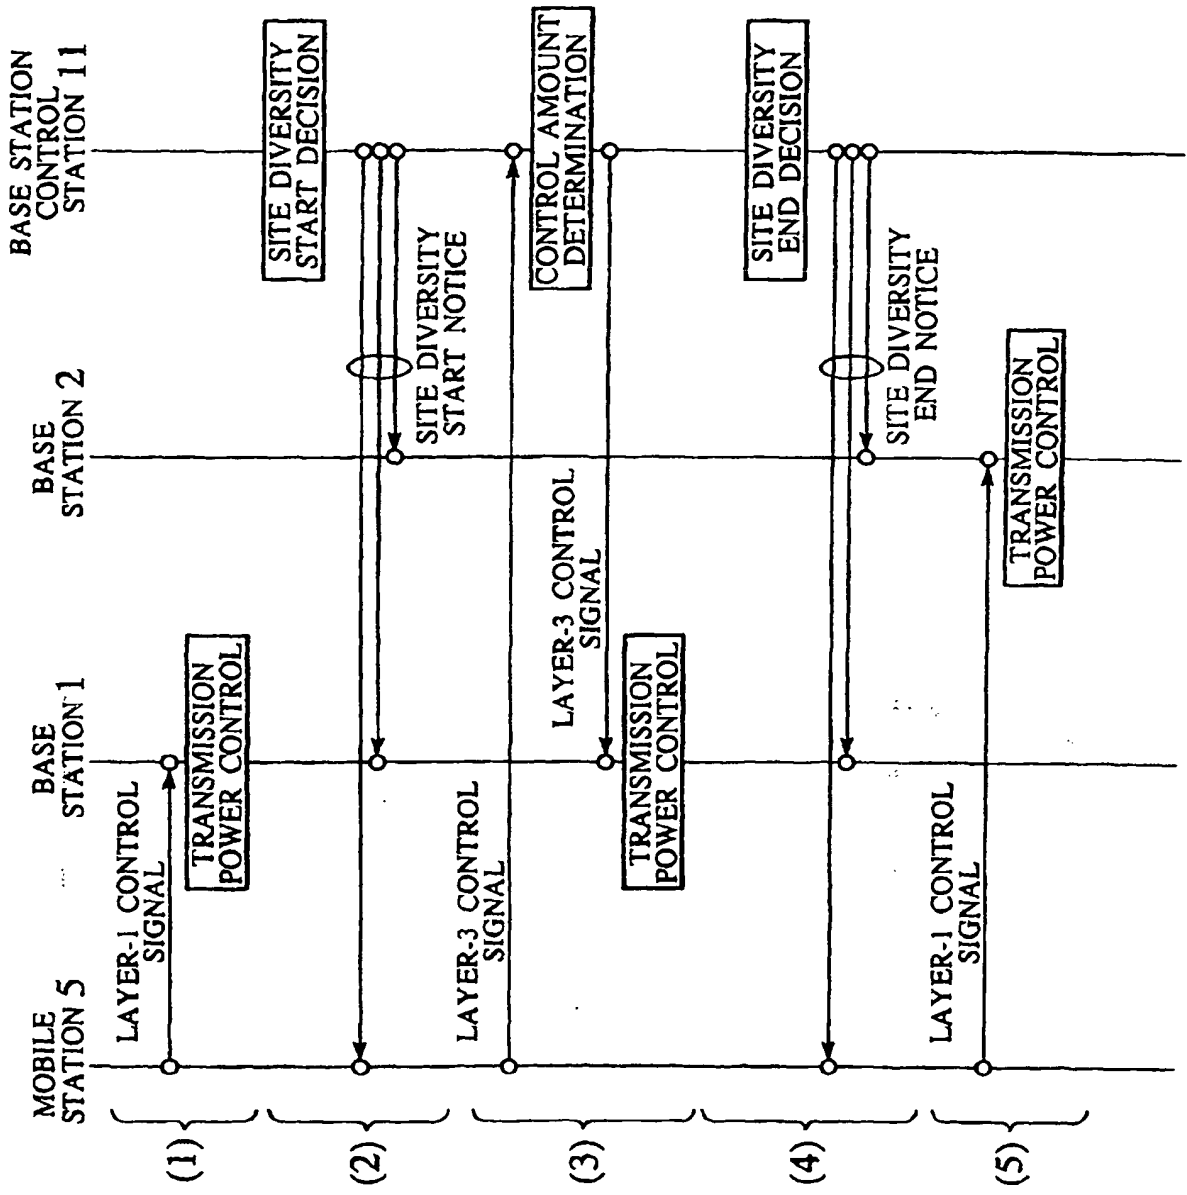 MOBILE
STATION 5
BASE
STATION 1
BASE
STATION 2
BASE STATION
CONTROL
STATION 11
(1)
LAYER-1 CONTROL
SIGNAL
TRANSMISSION
POWER CONTROL
(2)
SITE DIVERSITY
START DECISION
SITE DIVERSITY
START NOTICE
(3)
LAYER-3 CONTROL
SIGNAL
CONTROL AMOUNT
DETERMINATION
LAYER-3 CONTROL
SIGNAL
TRANSMISSION
POWER CONTROL
(4)
SITE DIVERSITY
END DECISION
SITE DIVERSITY
END NOTICE
(5)
LAYER-1 CONTROL
SIGNAL
TRANSMISSION
POWER CONTROL